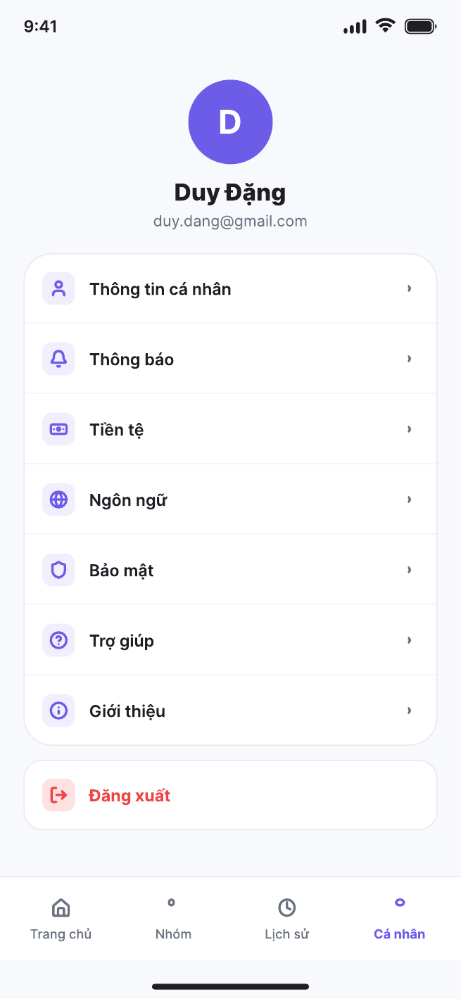 9:41
D
Duy Đặng
duy.dang@gmail.com
Thông tin cá nhân
Thông báo
Tiền tệ
Ngôn ngữ
Bảo mật
Trợ giúp
Giới thiệu
Đăng xuất
Trang chủ
Nhóm
Lịch sử
Cá nhân